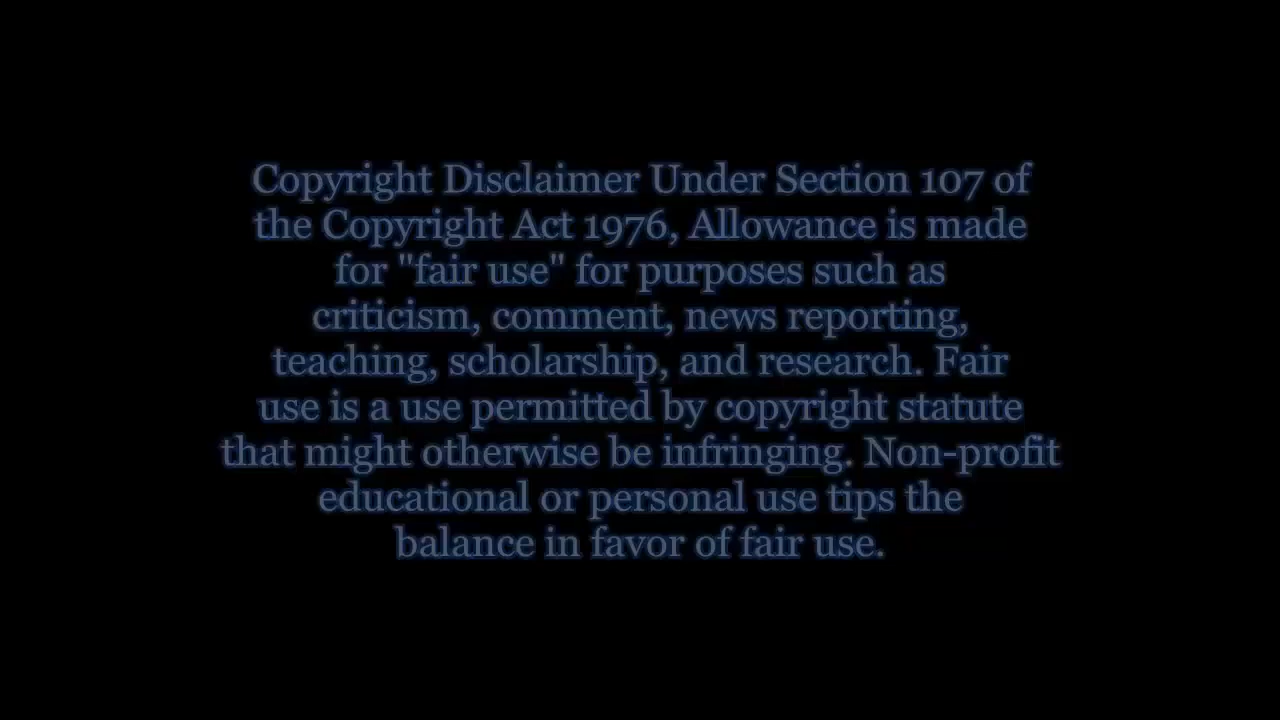 Copyright Disclaimer Under Section 107 of
the Copyright Act 1976, Allowance is made
for "fair use" for purposes such as
criticism, comment, news reporting,
teaching, scholarship, and research. Fair
use is a use permitted by copyright statute
that might otherwise be infringing. Non-profit
educational or personal use tips the
balance in favor of fair use.